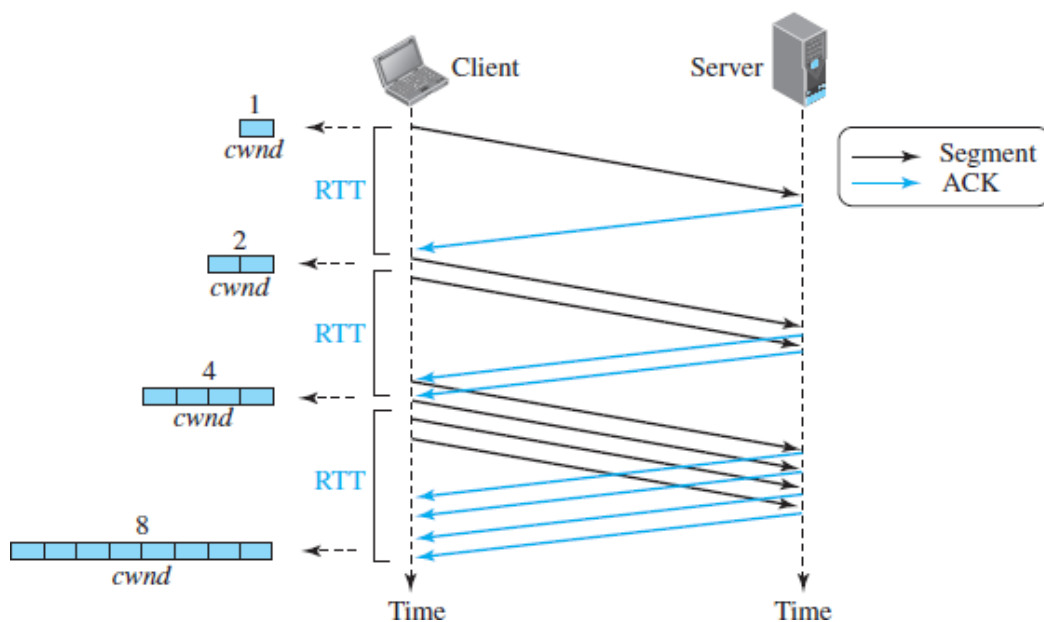 Client
Server
1
cwnd
Segment
ACK
RTT
2
cwnd
RTT
4
cwnd
RTT
8
cwnd
Time
Time